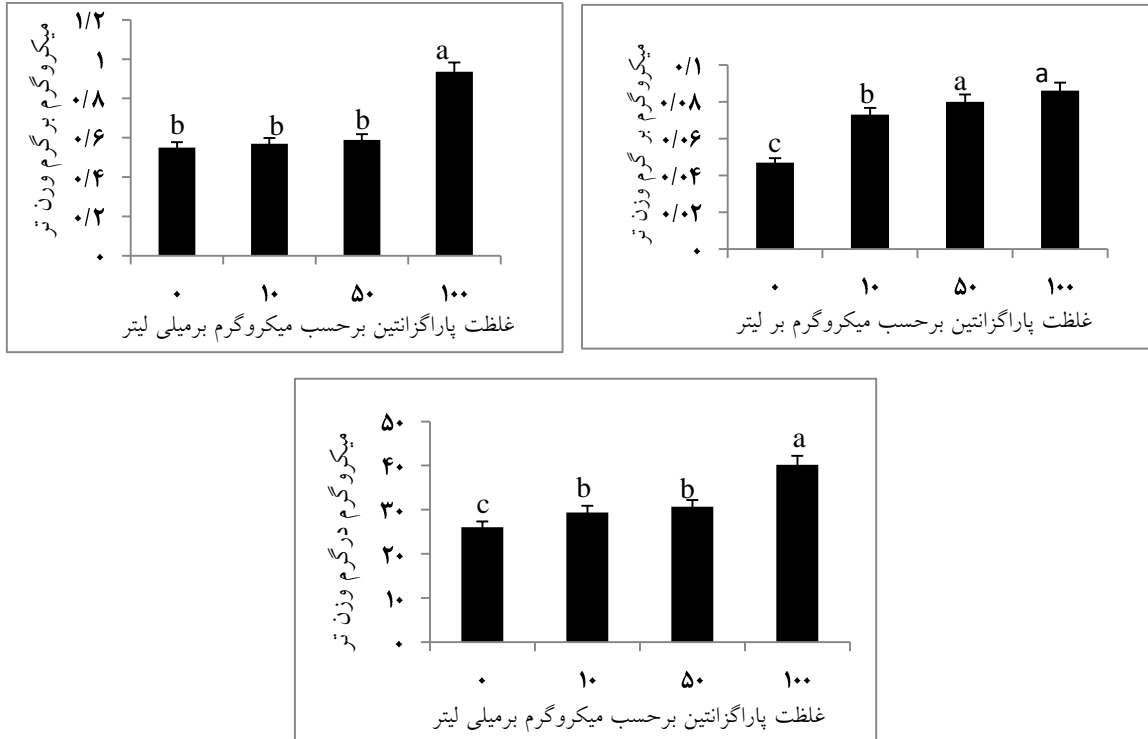 میکروگرم برگرم ورن تر
۱/۲
۱
۰/۸
۰/۶
۰/۴
۰/۲
۰
b
b
b
a
۰ ۱۰ ۵۰ ۱۰۰
غلظت پاراگزانتین برحسب میکروگرم برمیلی لیتر
میکروگرم بر گرم وزن تر
۰/۱
۰/۰۸
۰/۰۶
۰/۰۴
۰/۰۲
۰
c
b
a
a
۰ ۱۰ ۵۰ ۱۰۰
غلظت پاراگزانتین برحسب میکروگرم بر لیتر
میکروگرم درگرم وزن تر
۵۰
۴۰
۳۰
۲۰
۱۰
۰
c
b
b
a
۰ ۱۰ ۵۰ ۱۰۰
غلظت پاراگزانتین برحسب میکروگرم برمیلی لیتر